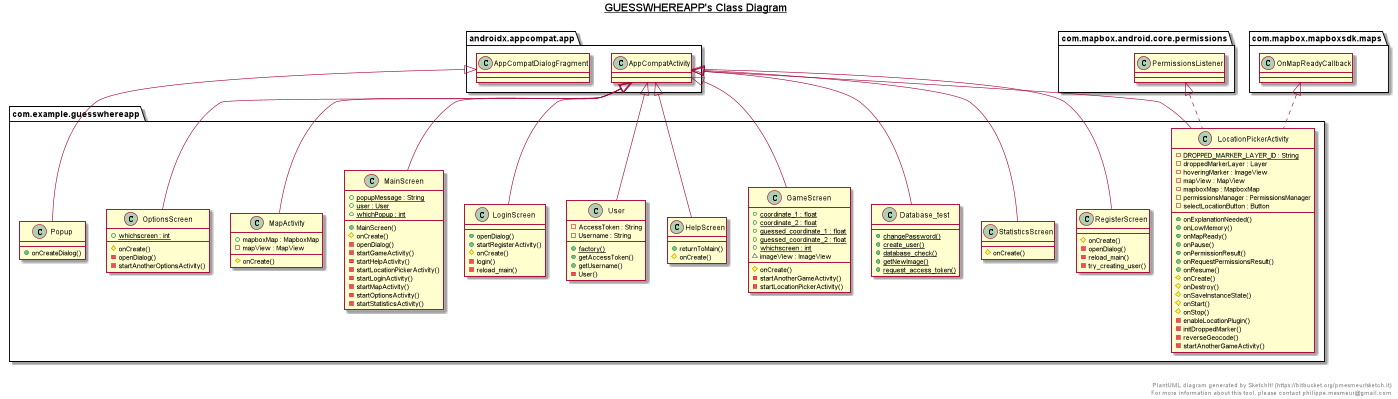 GUESSWHEREAPP's Class Diagram
androidx.appcompat.app
C AppCompatDialogFragment
C AppCompatActivity
com.mapbox.android.core.permissions
C PermissionsListener
com.mapbox.mapboxsdk.maps
C OnMapReadyCallback
com.example.guesswhereapp
C Popup
onCreateDialog()
C OptionsScreen
whichscreen : int
onCreate()
openDialog()
startAnotherOptionsActivity()
C MapActivity
mapboxMap : MapboxMap
mapView : MapView
onCreate()
C MainScreen
popupMessage : String
user : User
whichPopup : int
MainScreen()
onCreate()
openDialog()
startGameActivity()
startHelpActivity()
startLocationPickerActivity()
startLoginActivity()
startMapActivity()
startOptionsActivity()
startStatisticsActivity()
C LoginScreen
openDialog()
startRegisterActivity()
onCreate()
login()
reload_main()
C User
AccessToken : String
Username : String
factory()
getAccessToken()
getUsername()
User()
C HelpScreen
returnToMain()
onCreate()
C GameScreen
coordinate_1 : float
coordinate_2 : float
guessed_coordinate_1 : float
guessed_coordinate_2 : float
whichscreen : int
imageView : ImageView
onCreate()
startAnotherGameActivity()
startLocationPickerActivity()
C Database_test
changePassword()
create_user()
database_check()
getNewImage()
request_access_token()
C StatisticsScreen
onCreate()
C RegisterScreen
onCreate()
openDialog()
reload_main()
try_creating_user()
C LocationPickerActivity
DROPPED_MARKER_LAYER_ID : String
droppedMarkerLayer : Layer
hoveringMarker : ImageView
mapView : MapView
mapboxMap : MapboxMap
permissionsManager : PermissionsManager
selectLocationButton : Button
onExplanationNeeded()
onLowMemory()
onMapReady()
onPause()
onPermissionResult()
onRequestPermissionsResult()
onResume()
onCreate()
onDestroy()
onSaveInstanceState()
onStart()
onStop()
enableLocationPlugin()
initDroppedMarker()
reverseGeocode()
startAnotherGameActivity()
PlantUML diagram generated by SketchIt! (https://bitbucket.org/pmesmeur/sketch.it)
For more information about this tool, please contact philippe.mesmeur@gmail.com